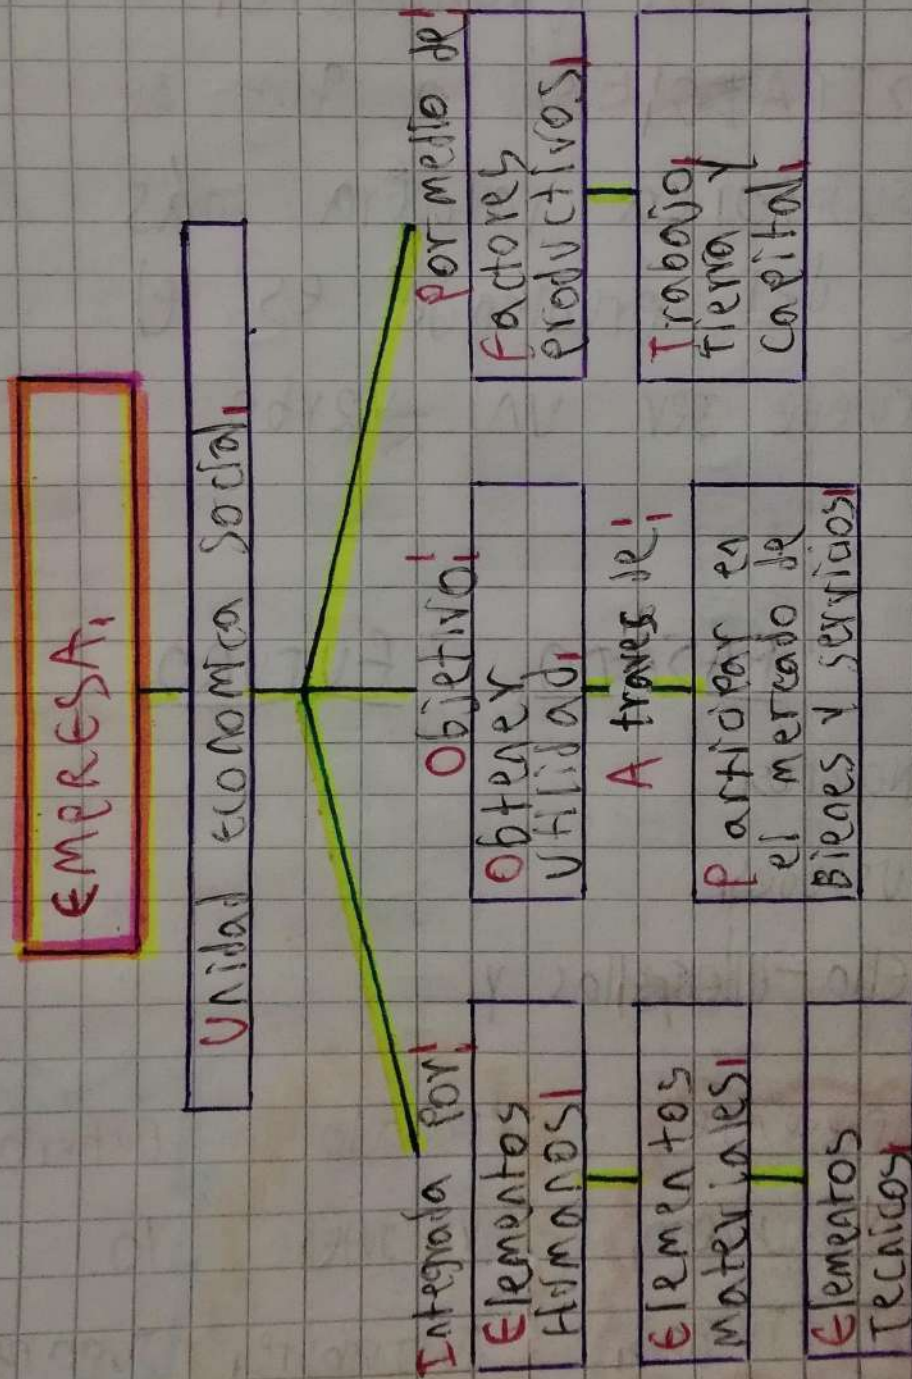 EMPRESA,
Unidad economica social,
Integrada por:
Elementos
Humanos,
Elementos
Materiales,
Elementos
Tecnicos,
Objetivo:
Obtener
Utilidad,
A traves de:
Participar en
el mercado de
Bienes y servicios,
Por medio de:
Factores
productivos,
Trabajo,
tierra y
capital,